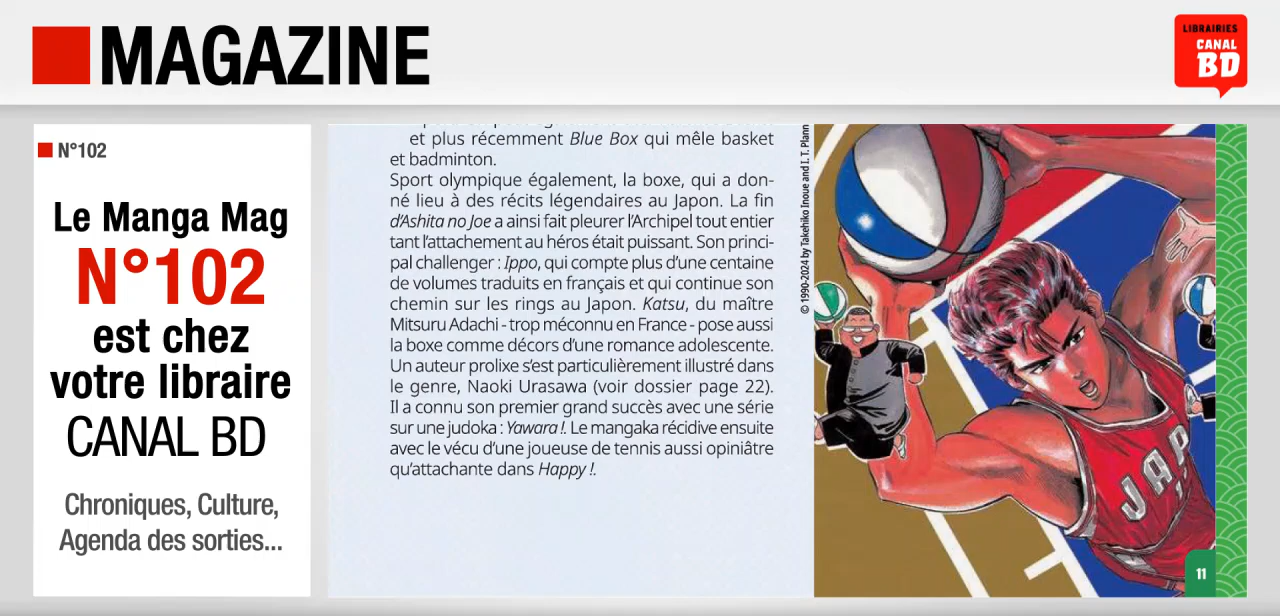 MAGAZINE
LIBRAIRIES
CANAL
BD
N°102
Le Manga Mag
N°102
est chez
votre libraire
CANAL BD
Chroniques, Culture,
Agenda des sorties...
et plus récemment Blue Box qui mêle basket
et badminton.
Sport olympique également, la boxe, qui a don-
né lieu à des récits légendaires au Japon. La fin
d'Ashita no Joe a ainsi fait pleurer l'Archipel tout entier
tant l'attachement au héros était puissant. Son princi-
pal challenger : Ippo, qui compte plus d'une centaine
de volumes traduits en français et qui continue son
chemin sur les rings au Japon. Katsu, du maître
Mitsuru Adachi - trop méconnu en France - pose aussi
la boxe comme décors d'une romance adolescente.
Un auteur prolixe s'est particulièrement illustré dans
le genre, Naoki Urasawa (voir dossier page 22).
Il a connu son premier grand succès avec une série
sur une judoka : Yawara !. Le mangaka récidive ensuite
avec le vécu d'une joueuse de tennis aussi opiniâtre
qu'attachante dans Happy !.
© 1990-2024 by Takehiko Inoue and I. T. Plann
JAP
11